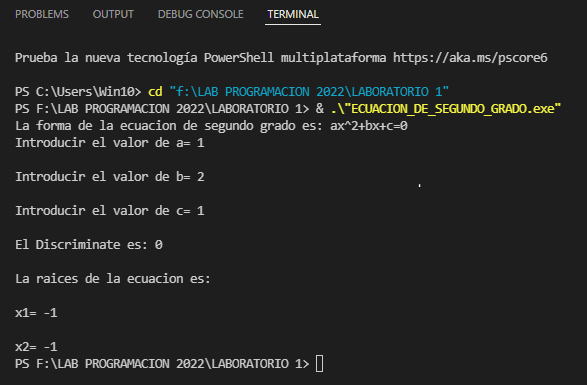 PROBLEMS OUTPUT DEBUG CONSOLE TERMINAL
Prueba la nueva tecnología PowerShell multiplataforma https://aka.ms/pscore6
PS C:\Users\Win10> cd "f:\LAB PROGRAMACION 2022\LABORATORIO 1"
PS F:\LAB PROGRAMACION 2022\LABORATORIO 1> & .\"ECUACION_DE_SEGUNDO_GRADO.exe"
La forma de la ecuacion de segundo grado es: ax^2+bx+c=0
Introducir el valor de a= 1
Introducir el valor de b= 2
Introducir el valor de c= 1
El Discriminate es: 0
La raices de la ecuacion es:
x1= -1
x2= -1
PS F:\LAB PROGRAMACION 2022\LABORATORIO 1>